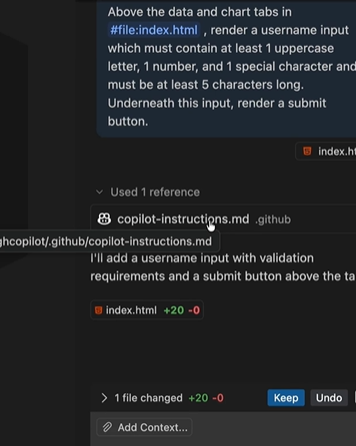 Above the data and chart tabs in
#file:index.html , render a username input
which must contain at least 1 uppercase
letter, 1 number, and 1 special character and
must be at least 5 characters long.
Underneath this input, render a submit
button.
index.ht
Used 1 reference
copilot-instructions.md .github
ghcopilot/.github/copilot-instructions.md
I'll add a username input with validation
requirements and a submit button above the ta
index.html +20 -0
1 file changed +20 -0 Keep Undo
Add Context...